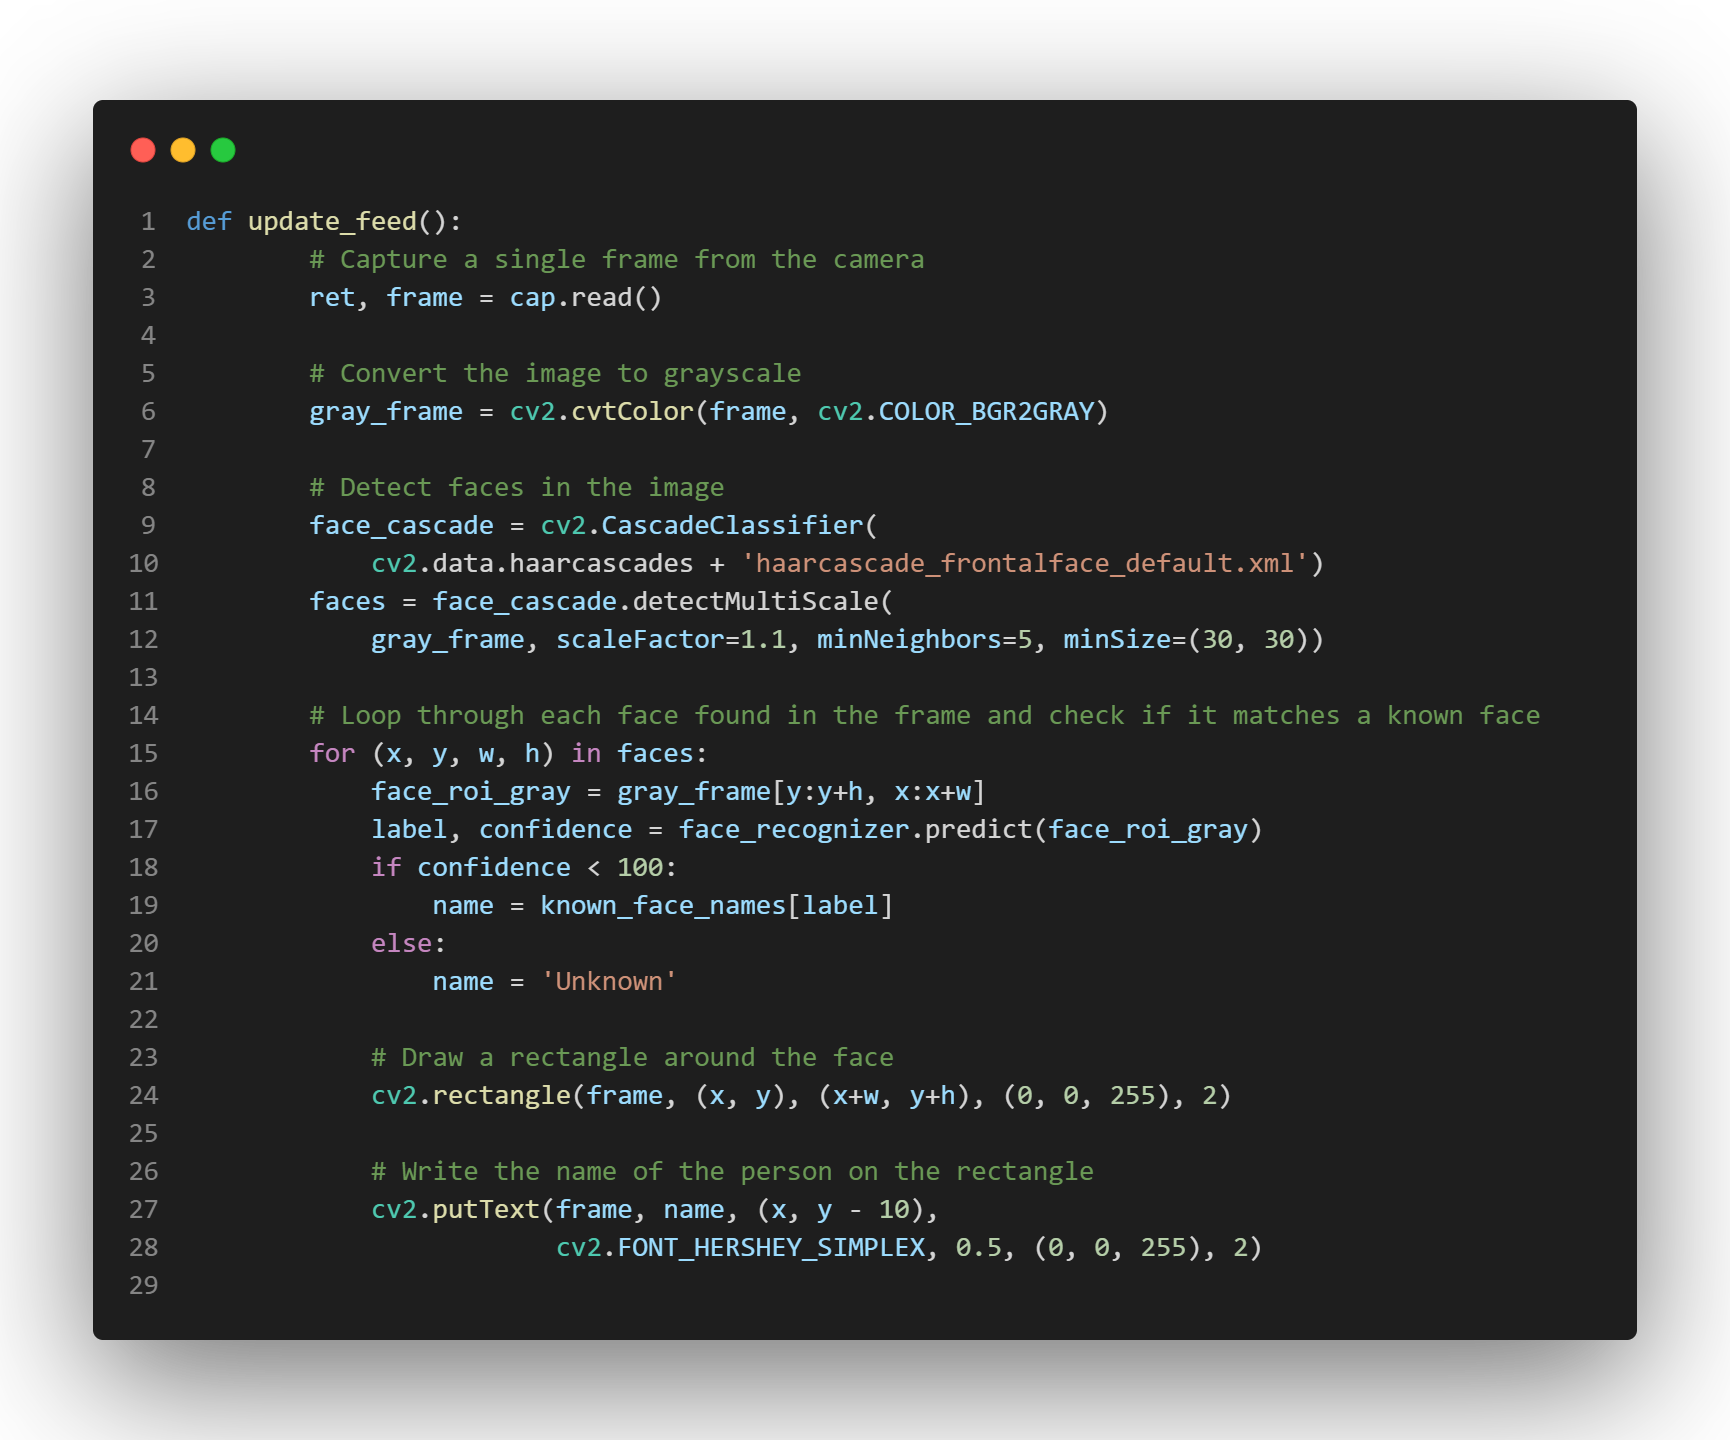 1 def update_feed():
2         # Capture a single frame from the camera
3         ret, frame = cap.read()
4
5         # Convert the image to grayscale
6         gray_frame = cv2.cvtColor(frame, cv2.COLOR_BGR2GRAY)
7
8         # Detect faces in the image
9         face_cascade = cv2.CascadeClassifier(
10             cv2.data.haarcascades + 'haarcascade_frontalface_default.xml')
11         faces = face_cascade.detectMultiScale(
12             gray_frame, scaleFactor=1.1, minNeighbors=5, minSize=(30, 30))
13
14         # Loop through each face found in the frame and check if it matches a known face
15         for (x, y, w, h) in faces:
16             face_roi_gray = gray_frame[y:y+h, x:x+w]
17             label, confidence = face_recognizer.predict(face_roi_gray)
18             if confidence < 100:
19                 name = known_face_names[label]
20             else:
21                 name = 'Unknown'
22
23             # Draw a rectangle around the face
24             cv2.rectangle(frame, (x, y), (x+w, y+h), (0, 0, 255), 2)
25
26             # Write the name of the person on the rectangle
27             cv2.putText(frame, name, (x, y - 10),
28                         cv2.FONT_HERSHEY_SIMPLEX, 0.5, (0, 0, 255), 2)
29